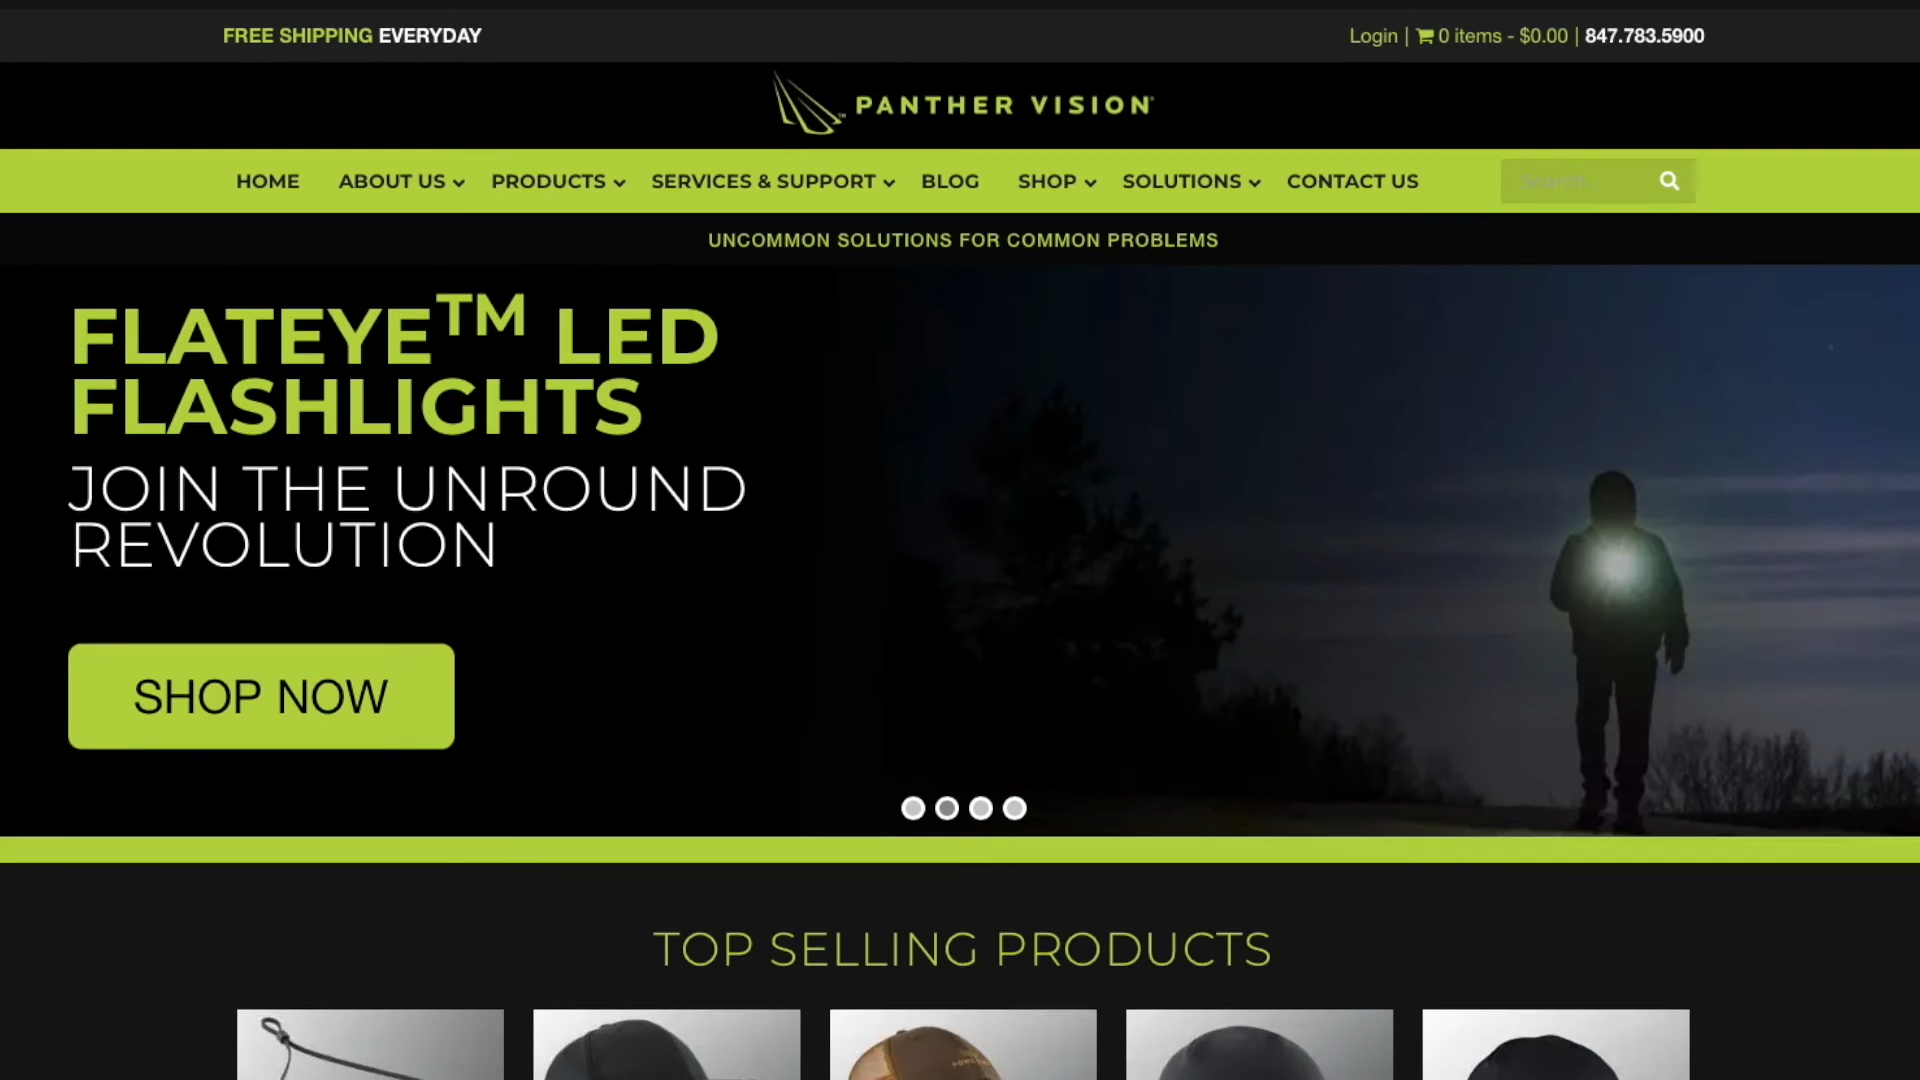 FREE SHIPPING EVERYDAY
Login | 0 items - $0.00 | 847.783.5900
PANTHER VISION
HOME ABOUT US PRODUCTS SERVICES & SUPPORT BLOG SHOP SOLUTIONS CONTACT US
UNCOMMON SOLUTIONS FOR COMMON PROBLEMS
FLATEYE™ LED
FLASHLIGHTS
JOIN THE UNROUND
REVOLUTION
SHOP NOW
TOP SELLING PRODUCTS